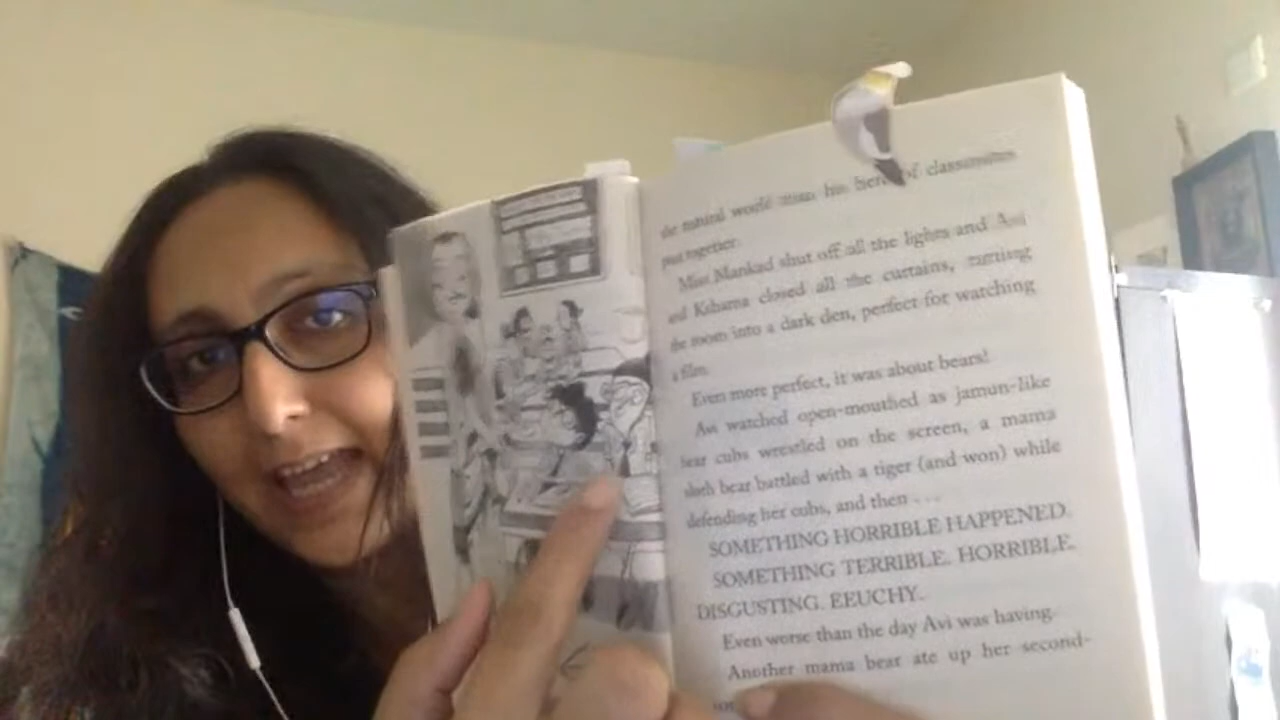 the natural world than his herd of classmates
put together.
Miss Mankad shut off all the lights and Avi
and Kshama closed all the curtains, turning
the room into a dark den, perfect for watching
a film.
Even more perfect, it was about bears!
Avi watched open-mouthed as jamun-like
bear cubs wrestled on the screen, a mama
sloth bear battled with a tiger (and won) while
defending her cubs, and then . . .
SOMETHING HORRIBLE HAPPENED.
SOMETHING TERRIBLE. HORRIBLE.
DISGUSTING. EEUCHY.
Even worse than the day Avi was having.
Another mama bear ate up her second-